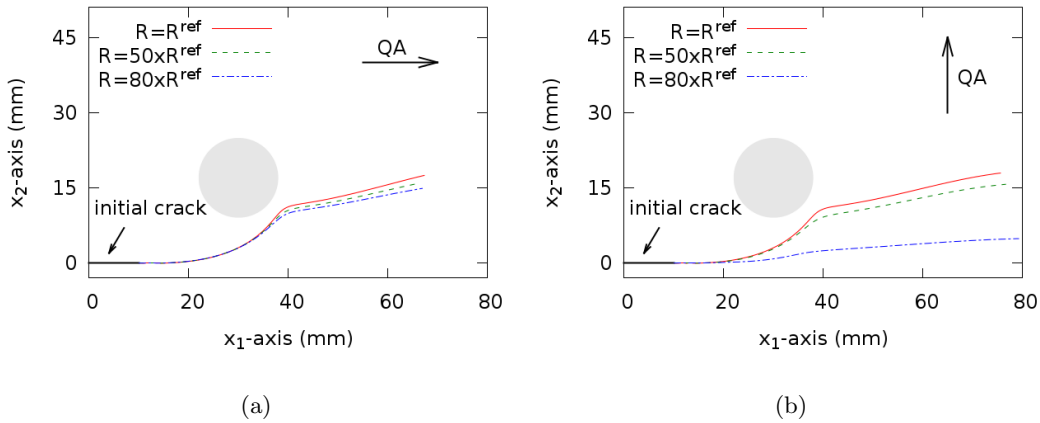 45
30
15
0
0
20
40
60
80
x2-axis (mm)
x1-axis (mm)
R=R^ref
R=50xR^ref
R=80xR^ref
QA
initial crack
(a)
45
30
15
0
0
20
40
60
80
x2-axis (mm)
x1-axis (mm)
R=R^ref
R=50xR^ref
R=80xR^ref
QA
initial crack
(b)